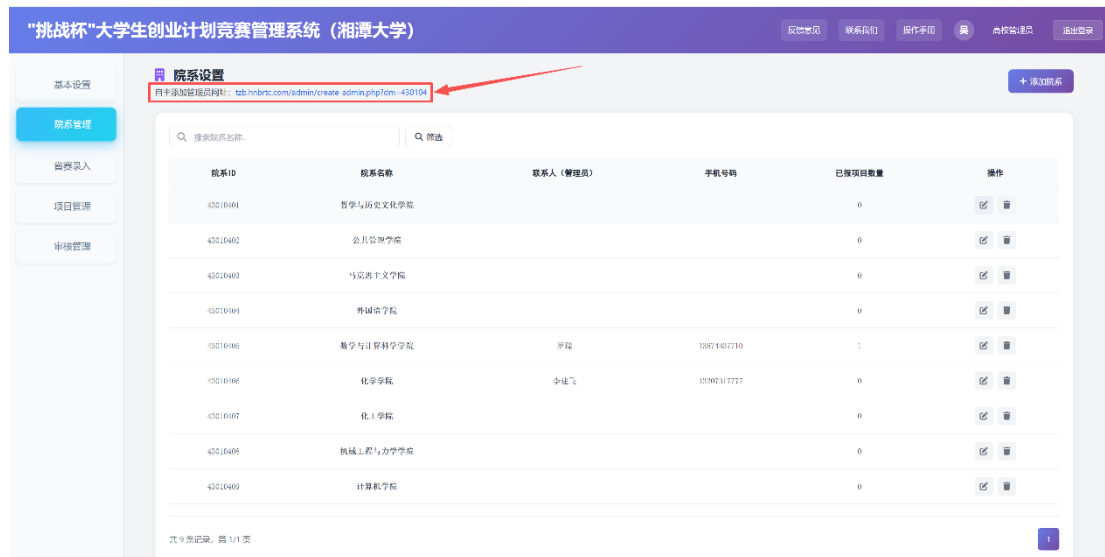 "挑战杯"大学生创业计划竞赛管理系统（湘潭大学） 反馈意见 联系我们 操作手册 吴 高校管理员 退出登录
基本设置
院系管理
省赛录入
项目管理
审核管理
院系设置
自主添加管理员网址：tzb.hnbrtc.com/admin/create-admin.php?dm=430104
+ 添加院系
搜索院系名称... 筛选
院系ID 院系名称 联系人（管理员） 手机号码 已报项目数量 操作
43010401 哲学与历史文化学院 0
43010402 公共管理学院 0
43010403 马克思主义学院 0
43010404 外国语学院 0
43010405 数学与计算科学学院 1
43010406 化学学院 0
43010407 化工学院 0
43010408 机械工程与力学学院 0
43010409 计算机学院 0
共 9 条记录，第 1/1 页 1